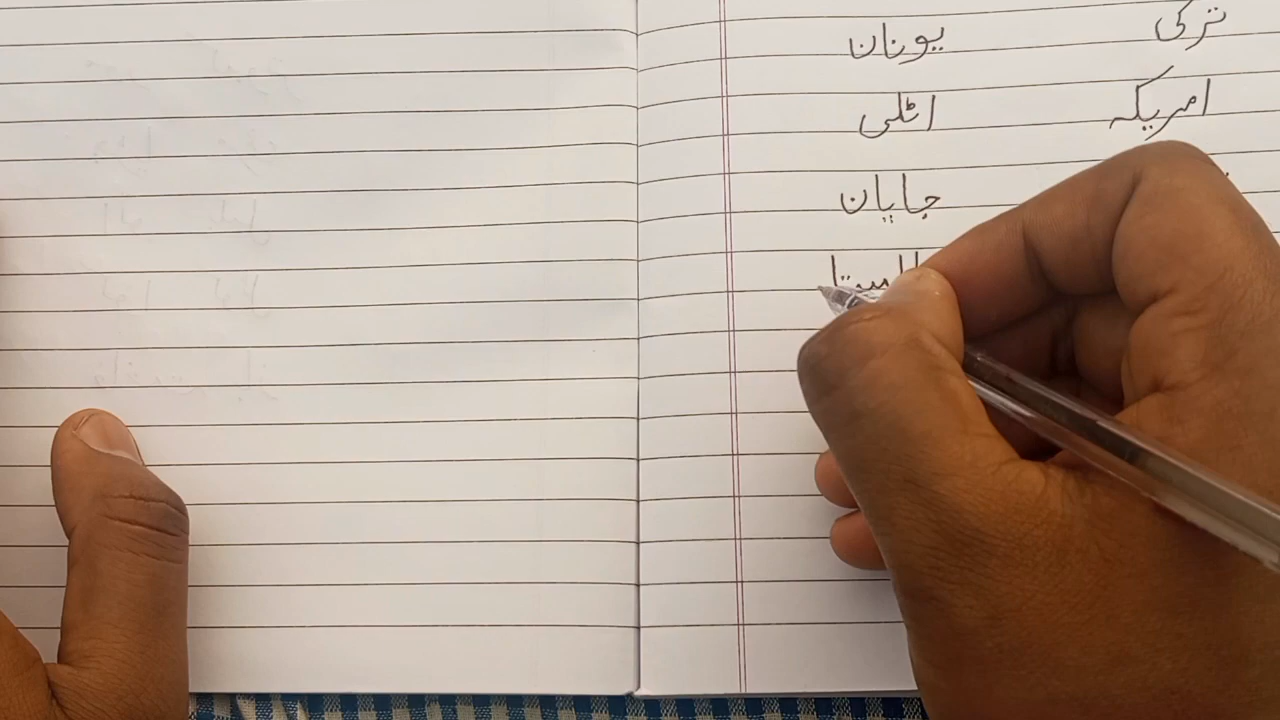 ترکی یونان
امریکہ اٹلی
جاپان